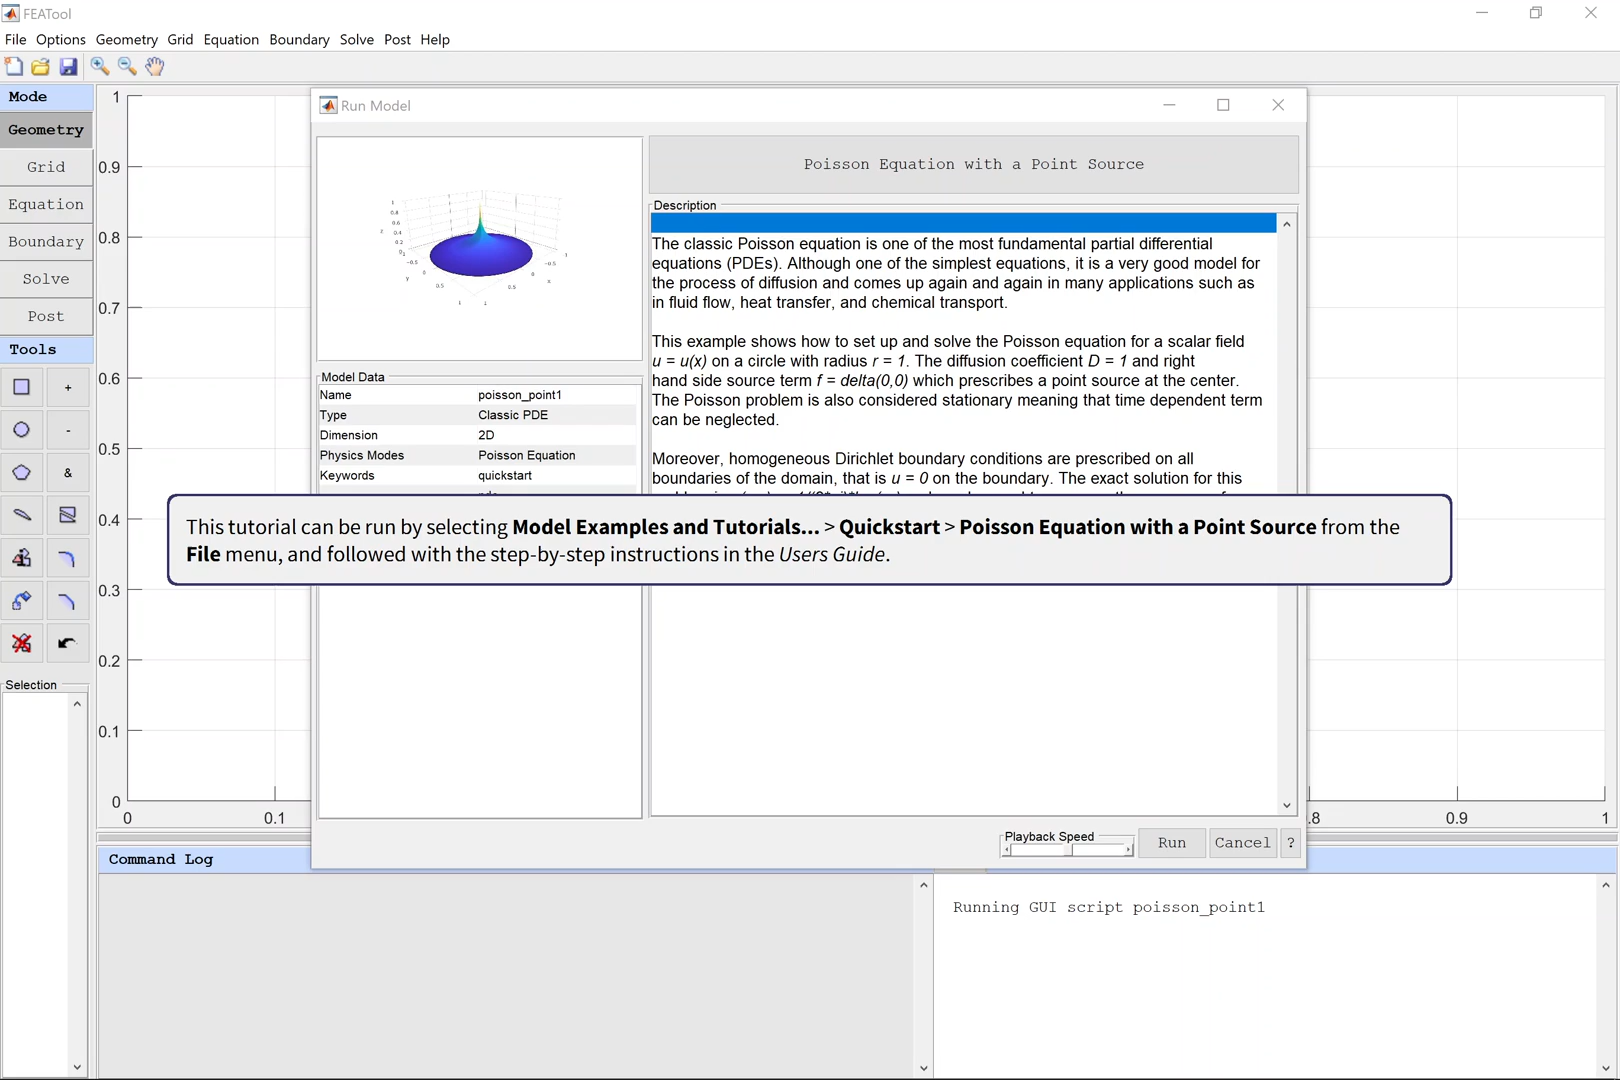 FEATool
File Options Geometry Grid Equation Boundary Solve Post Help
Mode
Geometry
Grid
Equation
Boundary
Solve
Post
Tools
+
-
&
Selection
1
0.9
0.8
0.7
0.6
0.5
0.4
0.3
0.2
0.1
0
0
0.1
.8
0.9
1
Run Model
Model Data
Name poisson_point1
Type Classic PDE
Dimension 2D
Physics Modes Poisson Equation
Keywords quickstart
Poisson Equation with a Point Source
Description
The classic Poisson equation is one of the most fundamental partial differential
equations (PDEs). Although one of the simplest equations, it is a very good model for
the process of diffusion and comes up again and again in many applications such as
in fluid flow, heat transfer, and chemical transport.
This example shows how to set up and solve the Poisson equation for a scalar field
u = u(x) on a circle with radius r = 1. The diffusion coefficient D = 1 and right
hand side source term f = delta(0,0) which prescribes a point source at the center.
The Poisson problem is also considered stationary meaning that time dependent term
can be neglected.
Moreover, homogeneous Dirichlet boundary conditions are prescribed on all
boundaries of the domain, that is u = 0 on the boundary. The exact solution for this
This tutorial can be run by selecting Model Examples and Tutorials... > Quickstart > Poisson Equation with a Point Source from the
File menu, and followed with the step-by-step instructions in the Users Guide.
Playback Speed
Run
Cancel
?
Command Log
Running GUI script poisson_point1